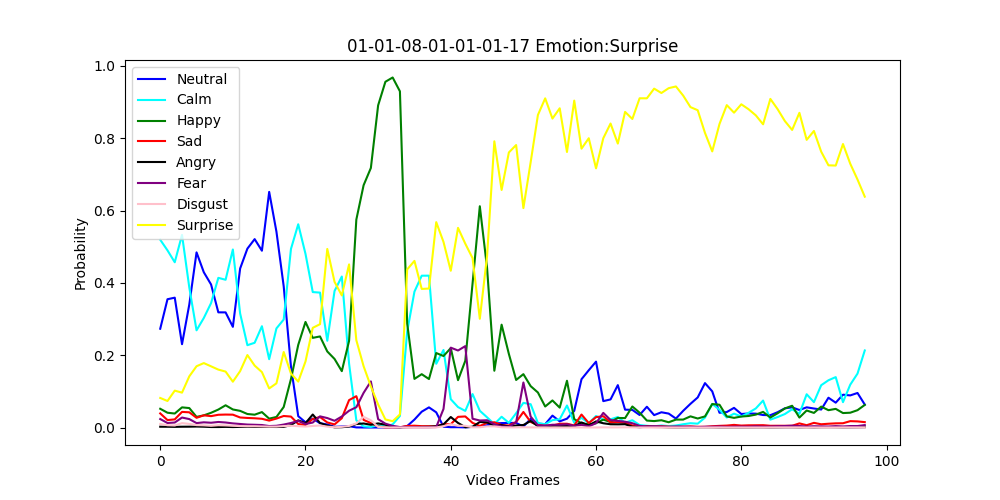 01-01-08-01-01-01-17 Emotion:Surprise
1.0
0.8
0.6
0.4
0.2
0.0
Probability
Neutral
Calm
Happy
Sad
Angry
Fear
Disgust
Surprise
0 20 40 60 80 100
Video Frames